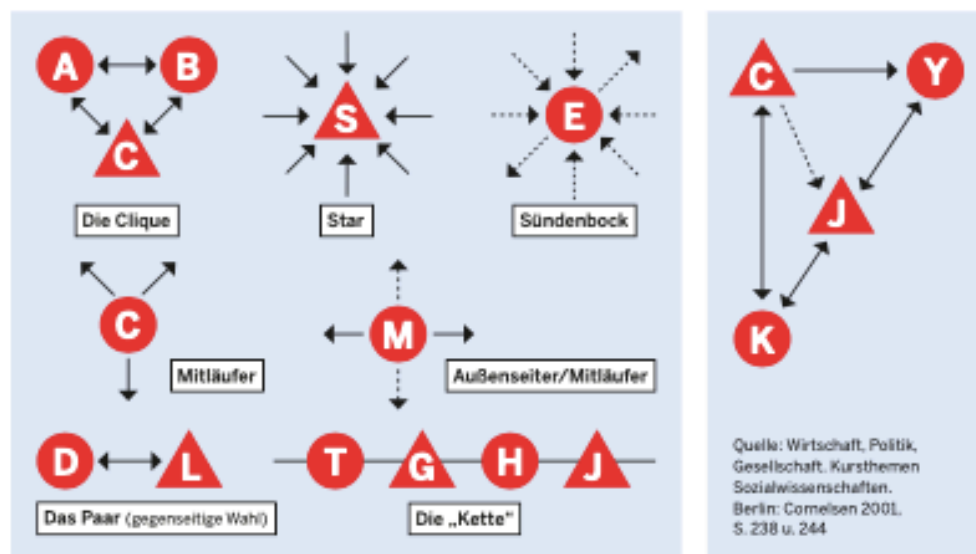 A B
C
Die Clique
S
Star
E
Sündenbock
C
Mitläufer
M
Außenseiter/Mitläufer
D L
Das Paar (gegenseitige Wahl)
T G H J
Die „Kette“
C Y
J
K
Quelle: Wirtschaft, Politik,
Gesellschaft. Kursthemen
Sozialwissenschaften.
Berlin: Cornelsen 2001,
S. 238 u. 244